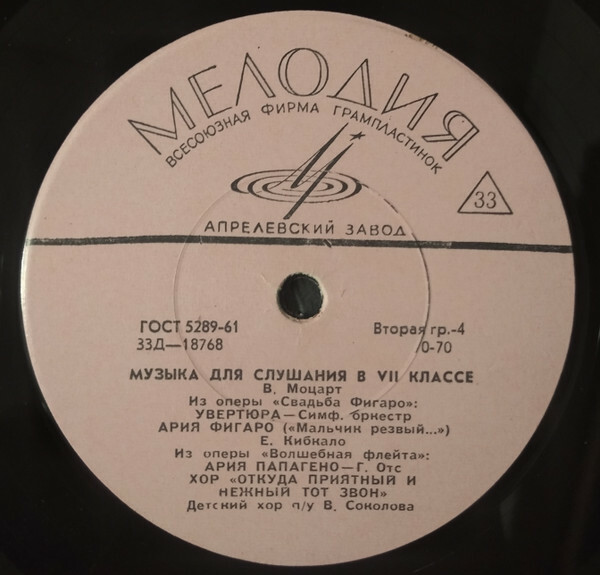 МЕЛОДИЯ
ВСЕСОЮЗНАЯ ФИРМА ГРАМПЛАСТИНОК
33
АПРЕЛЕВСКИЙ ЗАВОД
ГОСТ 5289-61 Вторая гр.-4
33Д—18768 0-70
МУЗЫКА ДЛЯ СЛУШАНИЯ В VII КЛАССЕ
В. Моцарт
Из оперы «Свадьба Фигаро»:
УВЕРТЮРА—Симф. оркестр
АРИЯ ФИГАРО («Мальчик резвый...»)
Е. Кибкало
Из оперы «Волшебная флейта»:
АРИЯ ПАПАГЕНО—Г. Отс
ХОР «ОТКУДА ПРИЯТНЫЙ И
НЕЖНЫЙ ТОТ ЗВОН»
Детский хор п/у В. Соколова